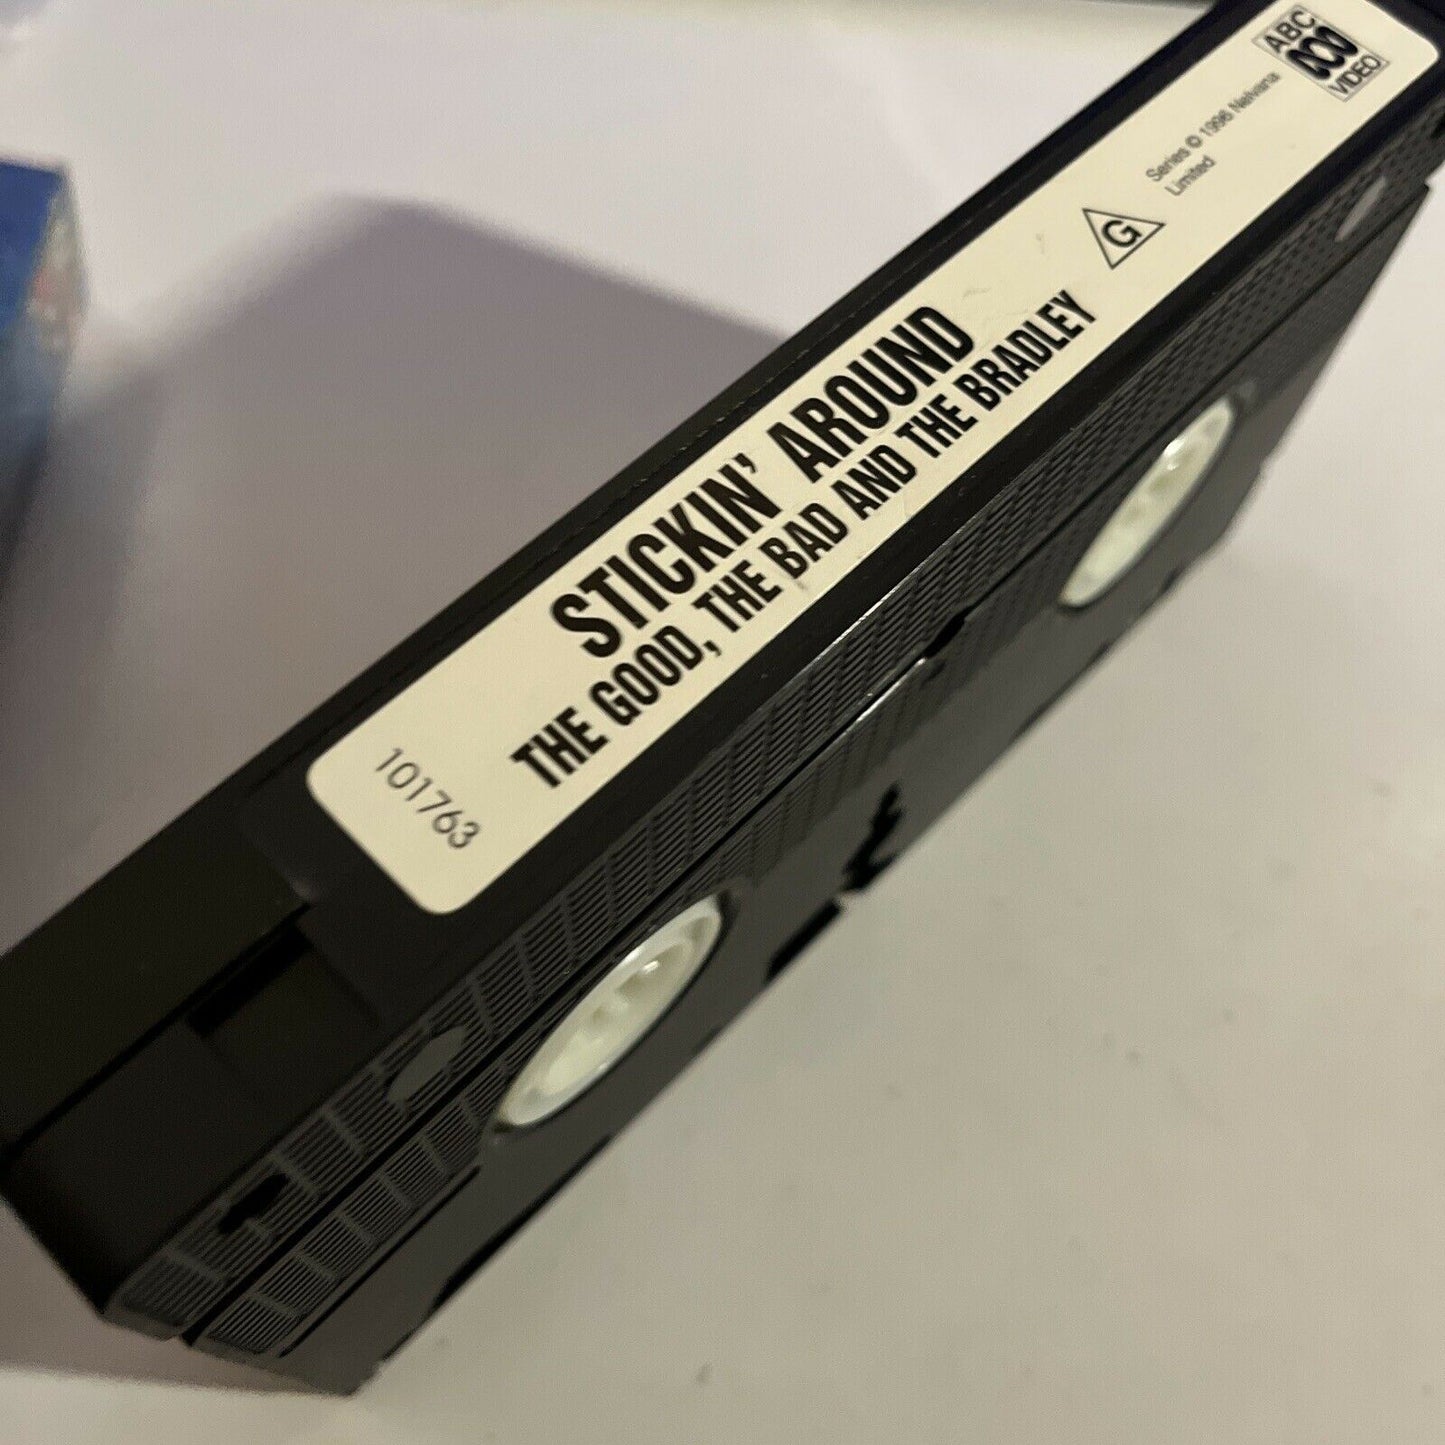 101763
STICKIN' AROUND
THE GOOD, THE BAD AND THE BRADLEY
G
Series © 1996 Nelvana
Limited
ABC
VIDEO